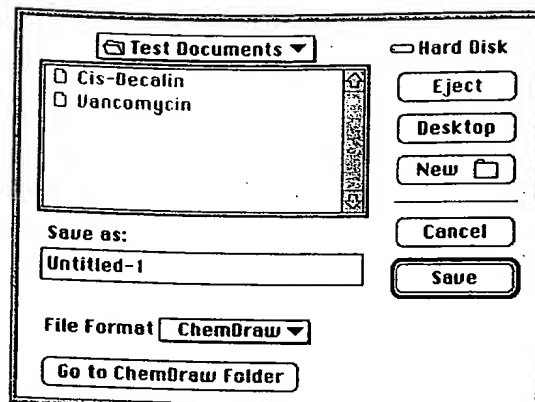 Test Documents
Hard Disk
Cis-Decalin
Vancomycin
Eject
Desktop
New
Save as:
Untitled-1
Cancel
Save
File Format ChemDraw
Go to ChemDraw Folder